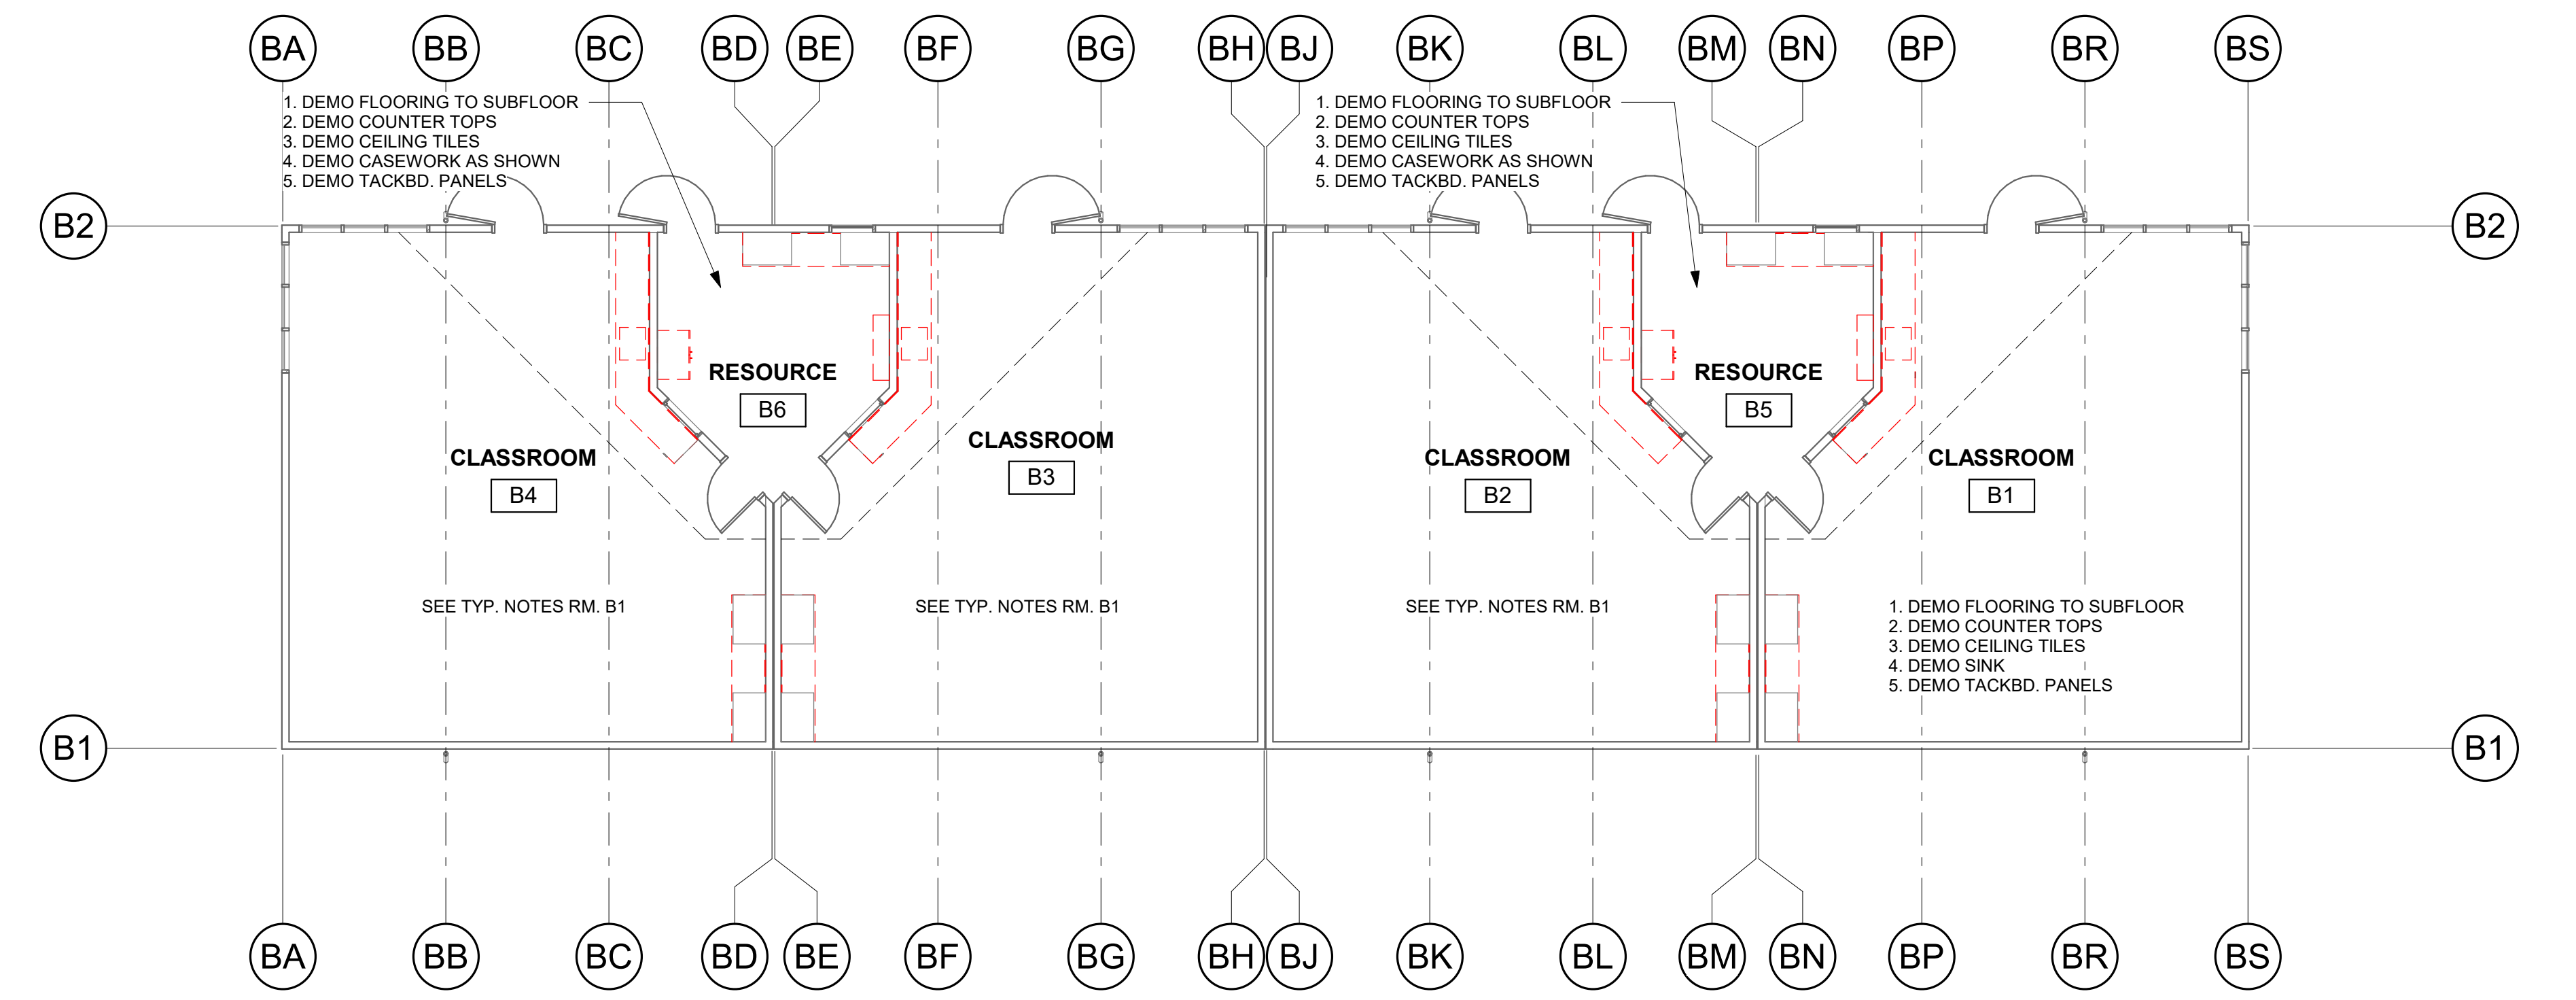 BA BB BC BD BE BF BG BH BJ BK BL BM BN BP BR BS
1. DEMO FLOORING TO SUBFLOOR
2. DEMO COUNTER TOPS
3. DEMO CEILING TILES
4. DEMO CASEWORK AS SHOWN
5. DEMO TACKBD. PANELS
1. DEMO FLOORING TO SUBFLOOR
2. DEMO COUNTER TOPS
3. DEMO CEILING TILES
4. DEMO CASEWORK AS SHOWN
5. DEMO TACKBD. PANELS
B2 B2
RESOURCE
B6
RESOURCE
B5
CLASSROOM
B4
CLASSROOM
B3
CLASSROOM
B2
CLASSROOM
B1
SEE TYP. NOTES RM. B1
SEE TYP. NOTES RM. B1
SEE TYP. NOTES RM. B1
1. DEMO FLOORING TO SUBFLOOR
2. DEMO COUNTER TOPS
3. DEMO CEILING TILES
4. DEMO SINK
5. DEMO TACKBD. PANELS
B1 B1
BA BB BC BD BE BF BG BH BJ BK BL BM BN BP BR BS